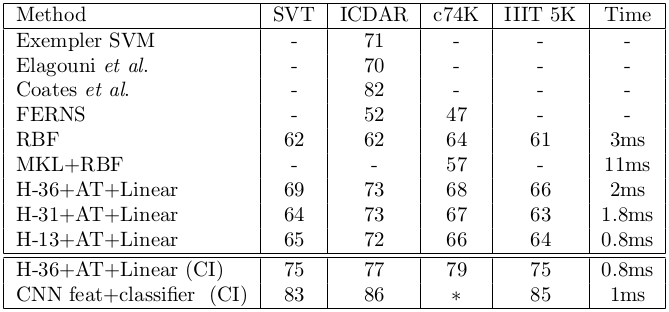 Method SVT ICDAR c74K IIIT 5K Time
Exempler SVM - 71 - - -
Elagouni et al. - 70 - - -
Coates et al. - 82 - - -
FERNS - 52 47 - -
RBF 62 62 64 61 3ms
MKL+RBF - - 57 - 11ms
H-36+AT+Linear 69 73 68 66 2ms
H-31+AT+Linear 64 73 67 63 1.8ms
H-13+AT+Linear 65 72 66 64 0.8ms
H-36+AT+Linear (CI) 75 77 79 75 0.8ms
CNN feat+classifier (CI) 83 86 * 85 1ms